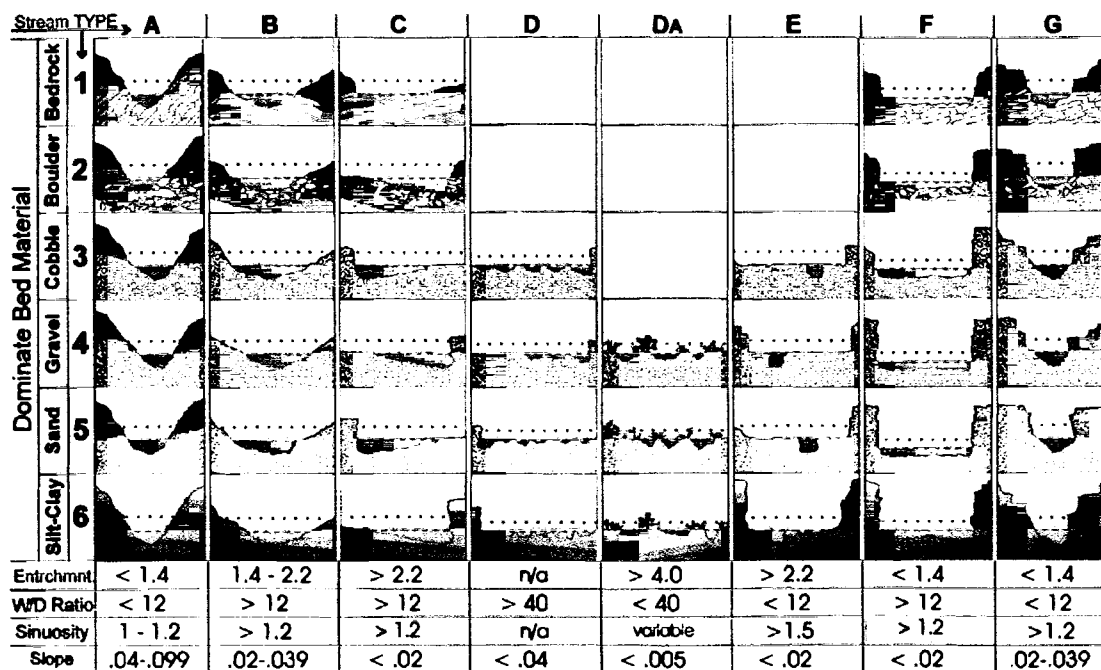 Stream TYPE A B C D DA E F G
Dominate Bed Material
Bedrock 1
Boulder 2
Cobble 3
Gravel 4
Sand 5
Silt-Clay 6
Entrchmnt. < 1.4 1.4 - 2.2 > 2.2 n/a > 4.0 > 2.2 < 1.4 < 1.4
W/D Ratio < 12 > 12 > 12 > 40 < 40 < 12 > 12 < 12
Sinuosity 1 - 1.2 > 1.2 > 1.2 n/a variable > 1.5 > 1.2 > 1.2
Slope .04-.099 .02-.039 < .02 < .04 < .005 < .02 < .02 .02-.039